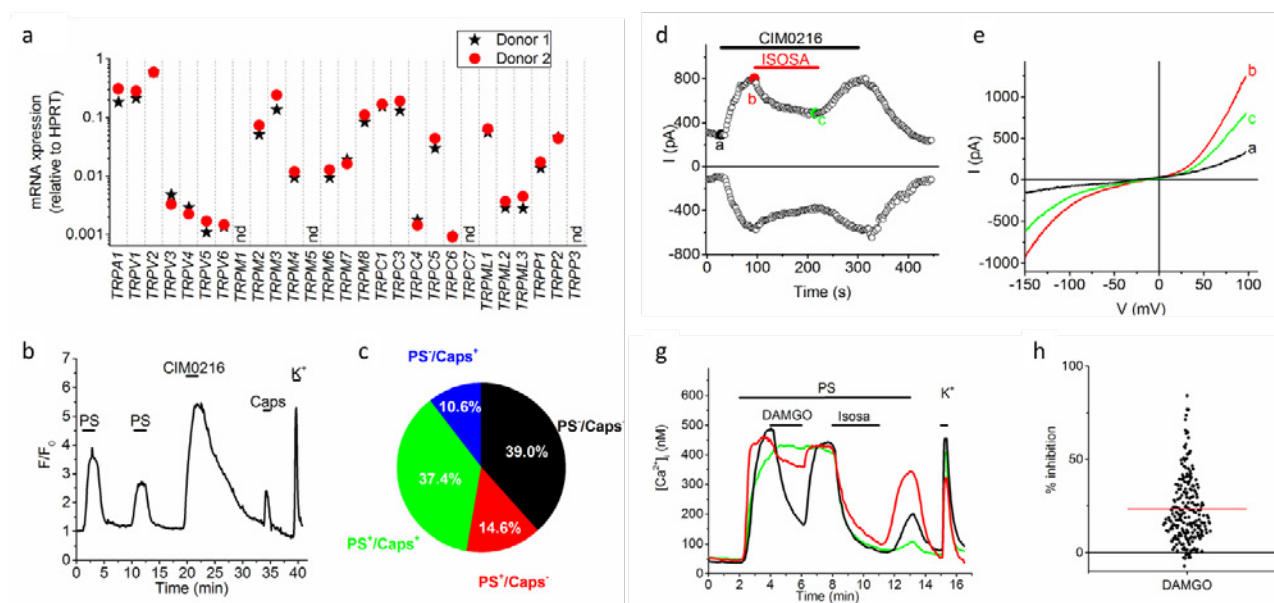 a
Donor 1
Donor 2
mRNA xpression
(relative to HPRT)
1
0.1
0.01
0.001
nd
nd
nd
nd
TRPA1
TRPV1
TRPV2
TRPV3
TRPV4
TRPV5
TRPV6
TRPM1
TRPM2
TRPM3
TRPM4
TRPM5
TRPM6
TRPM7
TRPM8
TRPC1
TRPC3
TRPC4
TRPC5
TRPC6
TRPC7
TRPML1
TRPML2
TRPML3
TRPP1
TRPP2
TRPP3
b
F/F0
7
6
5
4
3
2
1
0
PS
PS
CIM0216
Caps
K+
0 5 10 15 20 25 30 35 40
Time (min)
c
PS-/Caps+
10.6%
PS-/Caps-
39.0%
37.4%
14.6%
PS+/Caps+
PS+/Caps-
d
CIM0216
ISOSA
I (pA)
800
400
0
-400
-800
a
b
c
0 100 200 300 400
Time (s)
e
I (pA)
1000
500
0
-500
-1000
b
c
a
-150 -100 -50 0 50 100
V (mV)
g
PS
DAMGO
Isosa
K+
[Ca2+]i (nM)
600
500
400
300
200
100
0
0 2 4 6 8 10 12 14 16
Time (min)
h
% inhibition
100
50
0
DAMGO